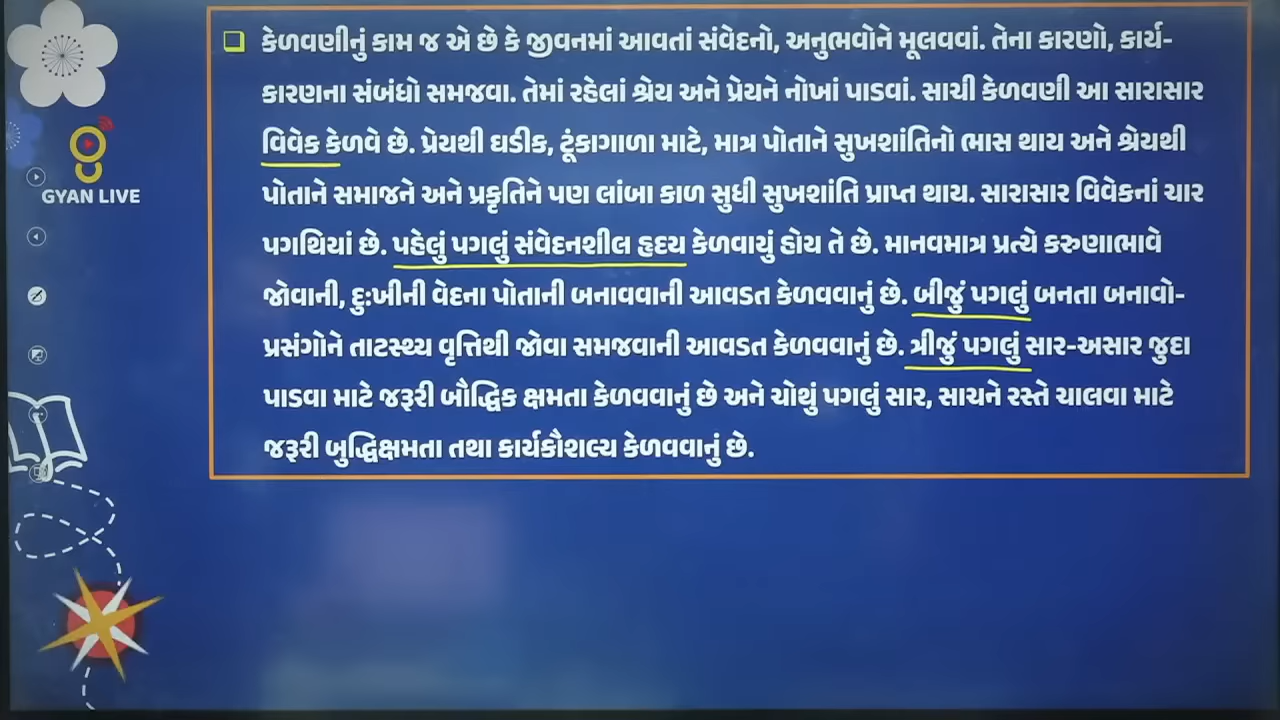 કેળવણીનું કામ જ એ છે કે જીવનમાં આવતાં સંવેદનો, અનુભવોને મૂલવવાં. તેના કારણો, કાર્ય-
કારણના સંબંધો સમજવા. તેમાં રહેલાં શ્રેય અને પ્રેયને નોખાં પાડવાં. સાચી કેળવણી આ સારાસાર
વિવેક કેળવે છે. પ્રેયથી ઘડીક, ટૂંકાગાળા માટે, માત્ર પોતાને સુખશાંતિનો ભાસ થાય અને શ્રેયથી
પોતાને સમાજને અને પ્રકૃતિને પણ લાંબા કાળ સુધી સુખશાંતિ પ્રાપ્ત થાય. સારાસાર વિવેકનાં ચાર
પગથિયાં છે. પહેલું પગલું સંવેદનશીલ હૃદય કેળવાયું હોય તે છે. માનવમાત્ર પ્રત્યે કરુણાભાવે
જોવાની, દુઃખીની વેદના પોતાની બનાવવાની આવડત કેળવવાનું છે. બીજું પગલું બનતા બનાવો-
પ્રસંગોને તાટસ્થ્ય વૃત્તિથી જોવા સમજવાની આવડત કેળવવાનું છે. ત્રીજું પગલું સાર-અસાર જુદા
પાડવા માટે જરૂરી બૌદ્ધિક ક્ષમતા કેળવવાનું છે અને ચોથું પગલું સાર, સાચને રસ્તે ચાલવા માટે
જરૂરી બુદ્ધિક્ષમતા તથા કાર્યકૌશલ્ય કેળવવાનું છે.
GYAN LIVE